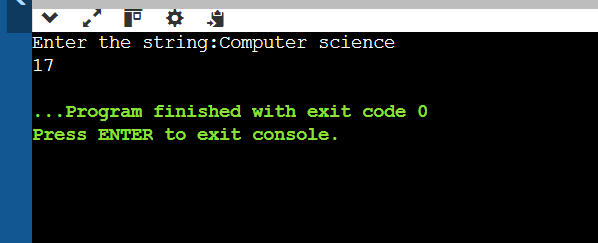 Enter the string:Computer science
17
...Program finished with exit code 0
Press ENTER to exit console.